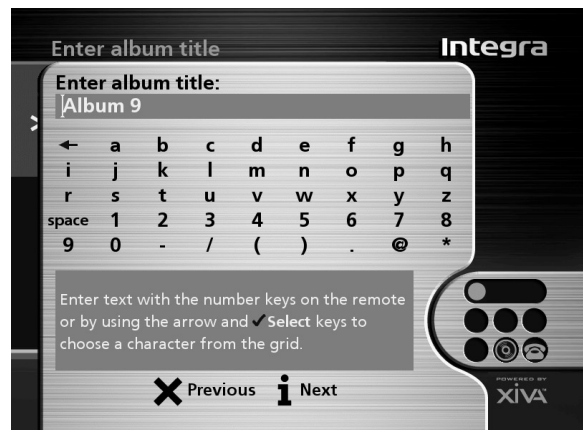 Enter album title
Integra
Enter album title:
Album 9
← a b c d e f g h
i j k l m n o p q
r s t u v w x y z
space 1 2 3 4 5 6 7 8
9 0 - / ( ) . @ *
Enter text with the number keys on the remote
or by using the arrow and ✓Select keys to
choose a character from the grid.
Previous
Next
POWERED BY
XiVA